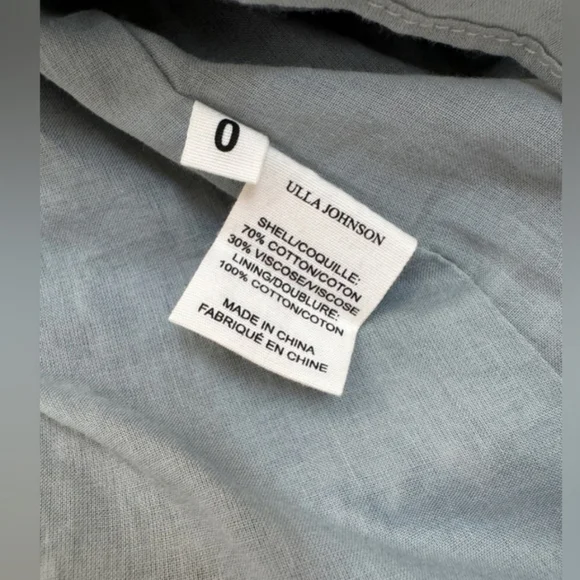 0
ULLA JOHNSON
SHELL/COQUILLE:
70% COTTON/COTON
30% VISCOSE/VISCOSE
LINING/DOUBLURE:
100% COTTON/COTON
MADE IN CHINA
FABRIQUÉ EN CHINE